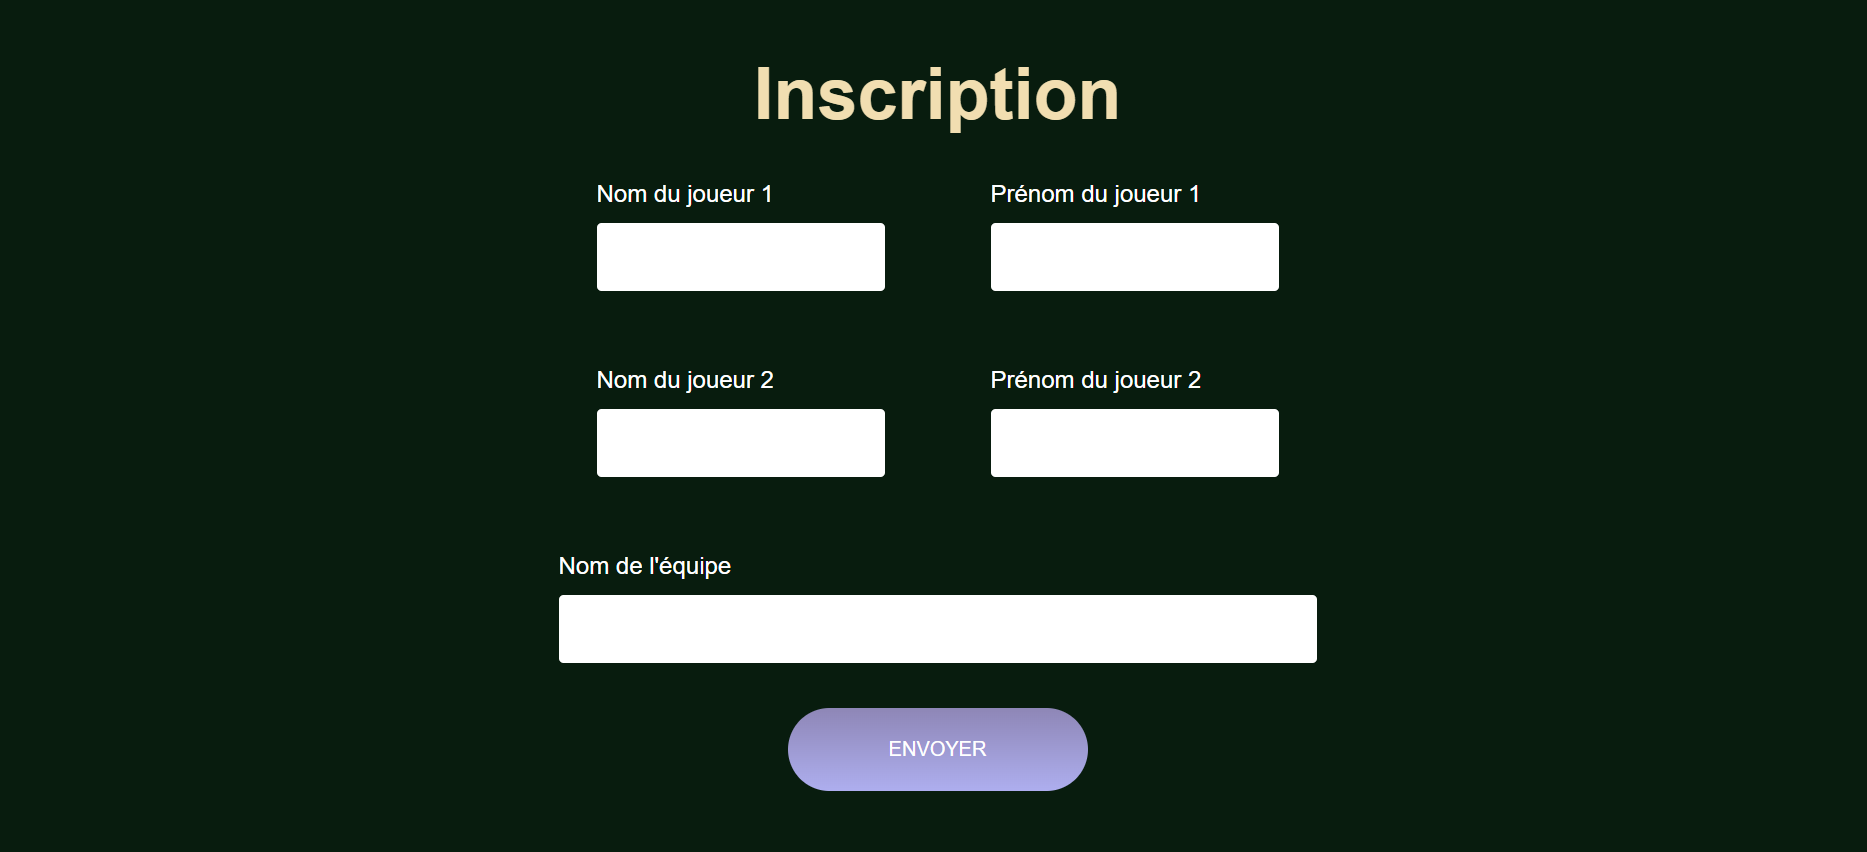 Inscription
Nom du joueur 1
Prénom du joueur 1
Nom du joueur 2
Prénom du joueur 2
Nom de l'équipe
ENVOYER